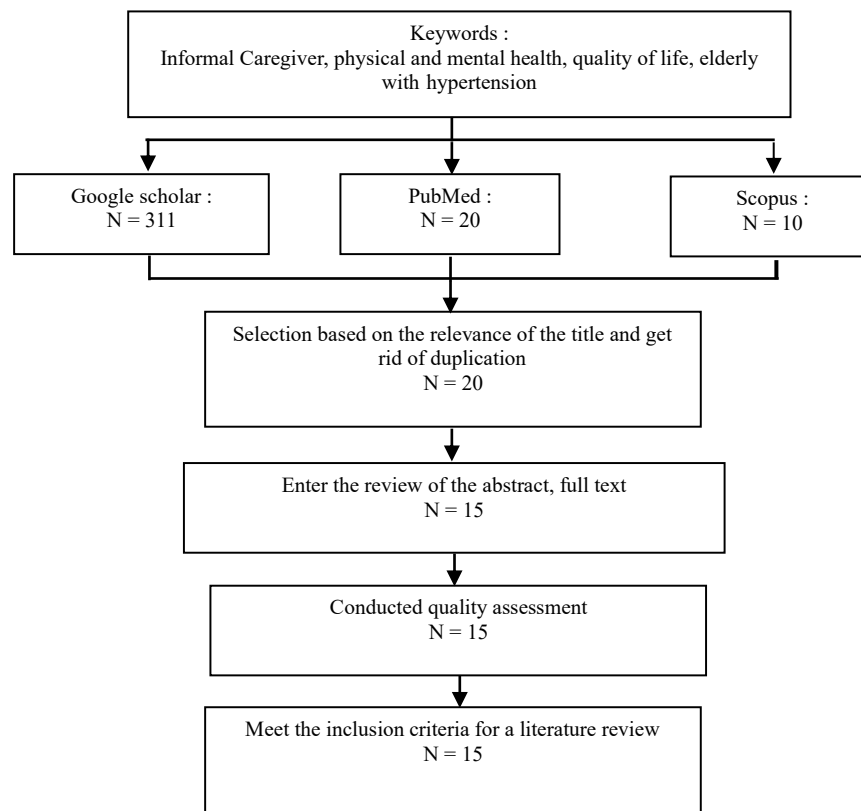 Keywords :
Informal Caregiver, physical and mental health, quality of life, elderly
with hypertension
Google scholar :
N = 311
PubMed :
N = 20
Scopus :
N = 10
Selection based on the relevance of the title and get
rid of duplication
N = 20
Enter the review of the abstract, full text
N = 15
Conducted quality assessment
N = 15
Meet the inclusion criteria for a literature review
N = 15